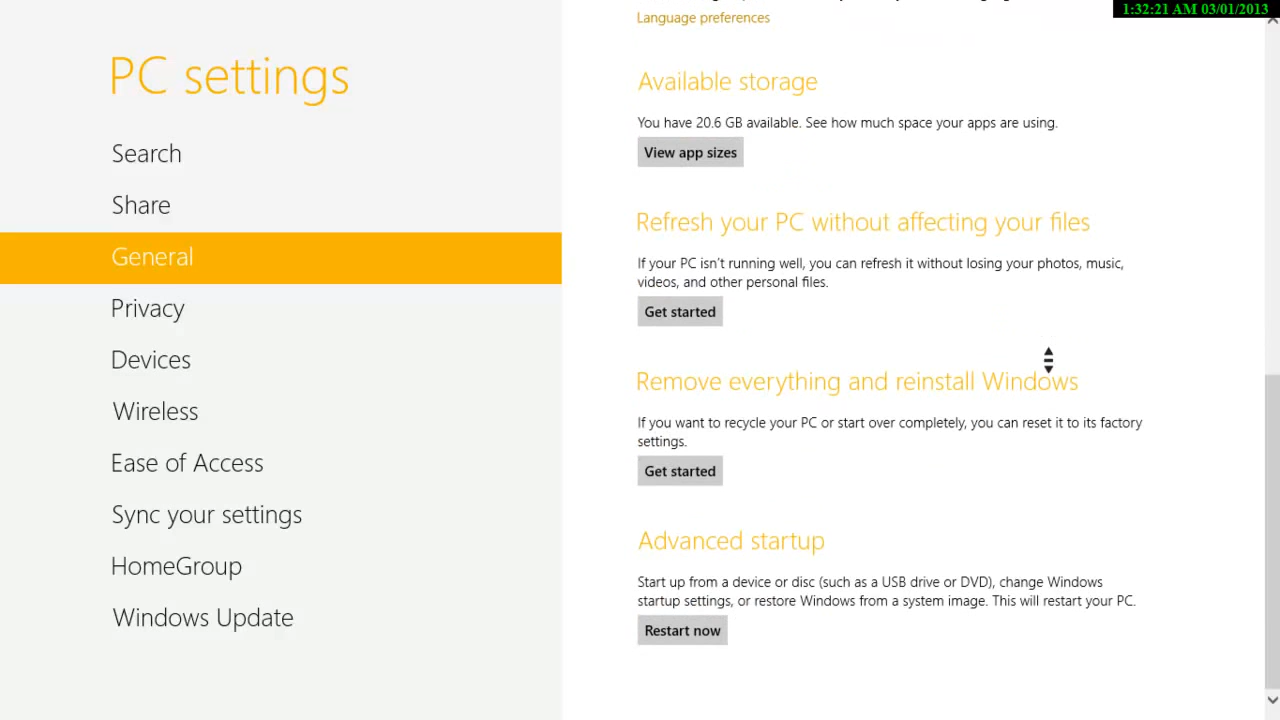 1:32:21 AM 03/01/2013
PC settings
Search
Share
General
Privacy
Devices
Wireless
Ease of Access
Sync your settings
HomeGroup
Windows Update
Language preferences
Available storage
You have 20.6 GB available. See how much space your apps are using.
View app sizes
Refresh your PC without affecting your files
If your PC isn't running well, you can refresh it without losing your photos, music,
videos, and other personal files.
Get started
Remove everything and reinstall Windows
If you want to recycle your PC or start over completely, you can reset it to its factory
settings.
Get started
Advanced startup
Start up from a device or disc (such as a USB drive or DVD), change Windows
startup settings, or restore Windows from a system image. This will restart your PC.
Restart now